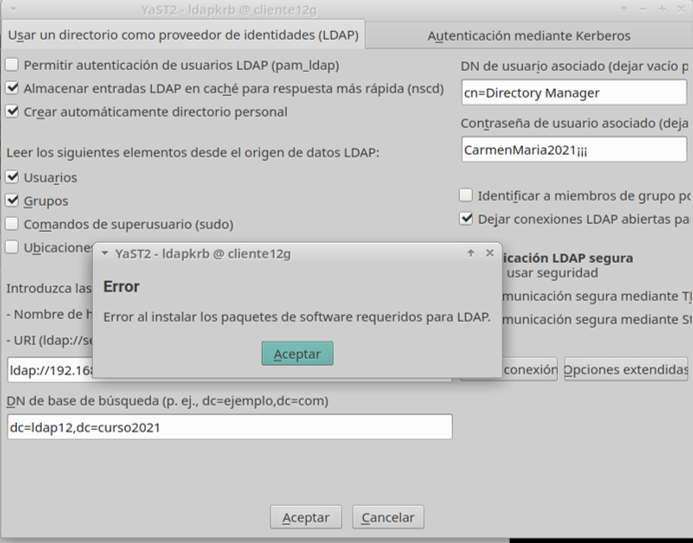 YaST2 - ldapkrb @ cliente12g
Usar un directorio como proveedor de identidades (LDAP)
Autenticación mediante Kerberos
Permitir autenticación de usuarios LDAP (pam_ldap)
Almacenar entradas LDAP en caché para respuesta más rápida (nscd)
Crear automáticamente directorio personal
Leer los siguientes elementos desde el origen de datos LDAP:
Usuarios
Grupos
Comandos de superusuario (sudo)
Ubicaciones
Introduzca las
- Nombre de h
- URI (ldap://se
ldap://192.168
DN de base de búsqueda (p. ej., dc=ejemplo,dc=com)
dc=ldap12,dc=curso2021
DN de usuario asociado (dejar vacío p
cn=Directory Manager
Contraseña de usuario asociado (deja
CarmenMaria2021¡¡¡
Identificar a miembros de grupo po
Dejar conexiones LDAP abiertas pa
icación LDAP segura
usar seguridad
municación segura mediante TL
municación segura mediante St
conexión
Opciones extendidas
YaST2 - ldapkrb @ cliente12g
Error
Error al instalar los paquetes de software requeridos para LDAP.
Aceptar
Aceptar
Cancelar